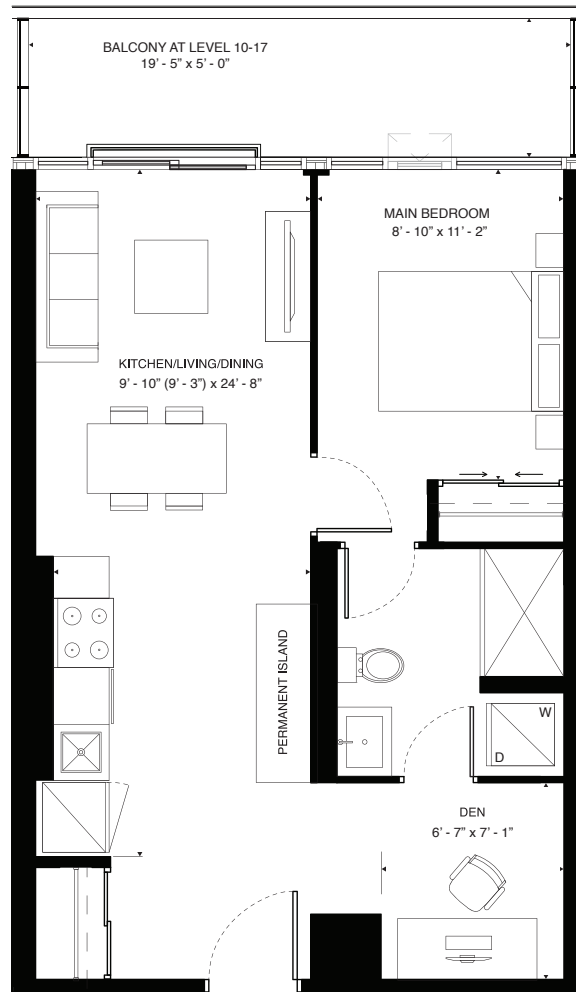 BALCONY AT LEVEL 10-17
19’ - 5” x 5’ - 0”
MAIN BEDROOM
8’ - 10” x 11’ - 2”
KITCHEN/LIVING/DINING
9’ - 10” (9’ - 3”) x 24’ - 8”
PERMANENT ISLAND
W
D
DEN
6’ - 7” x 7’ - 1”